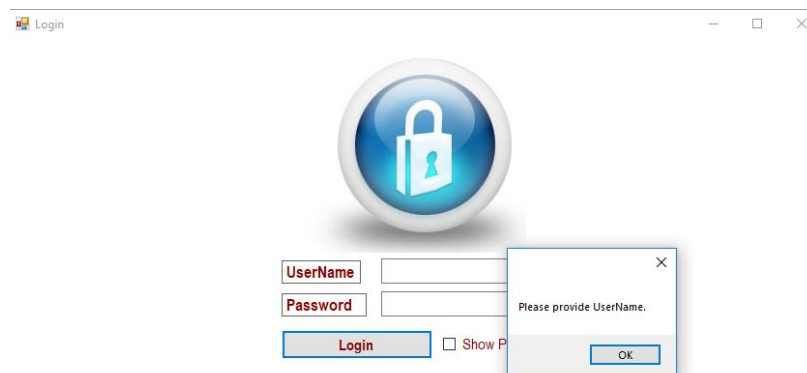 Login
UserName
Please provide UserName.
Password
Login
Show P
OK